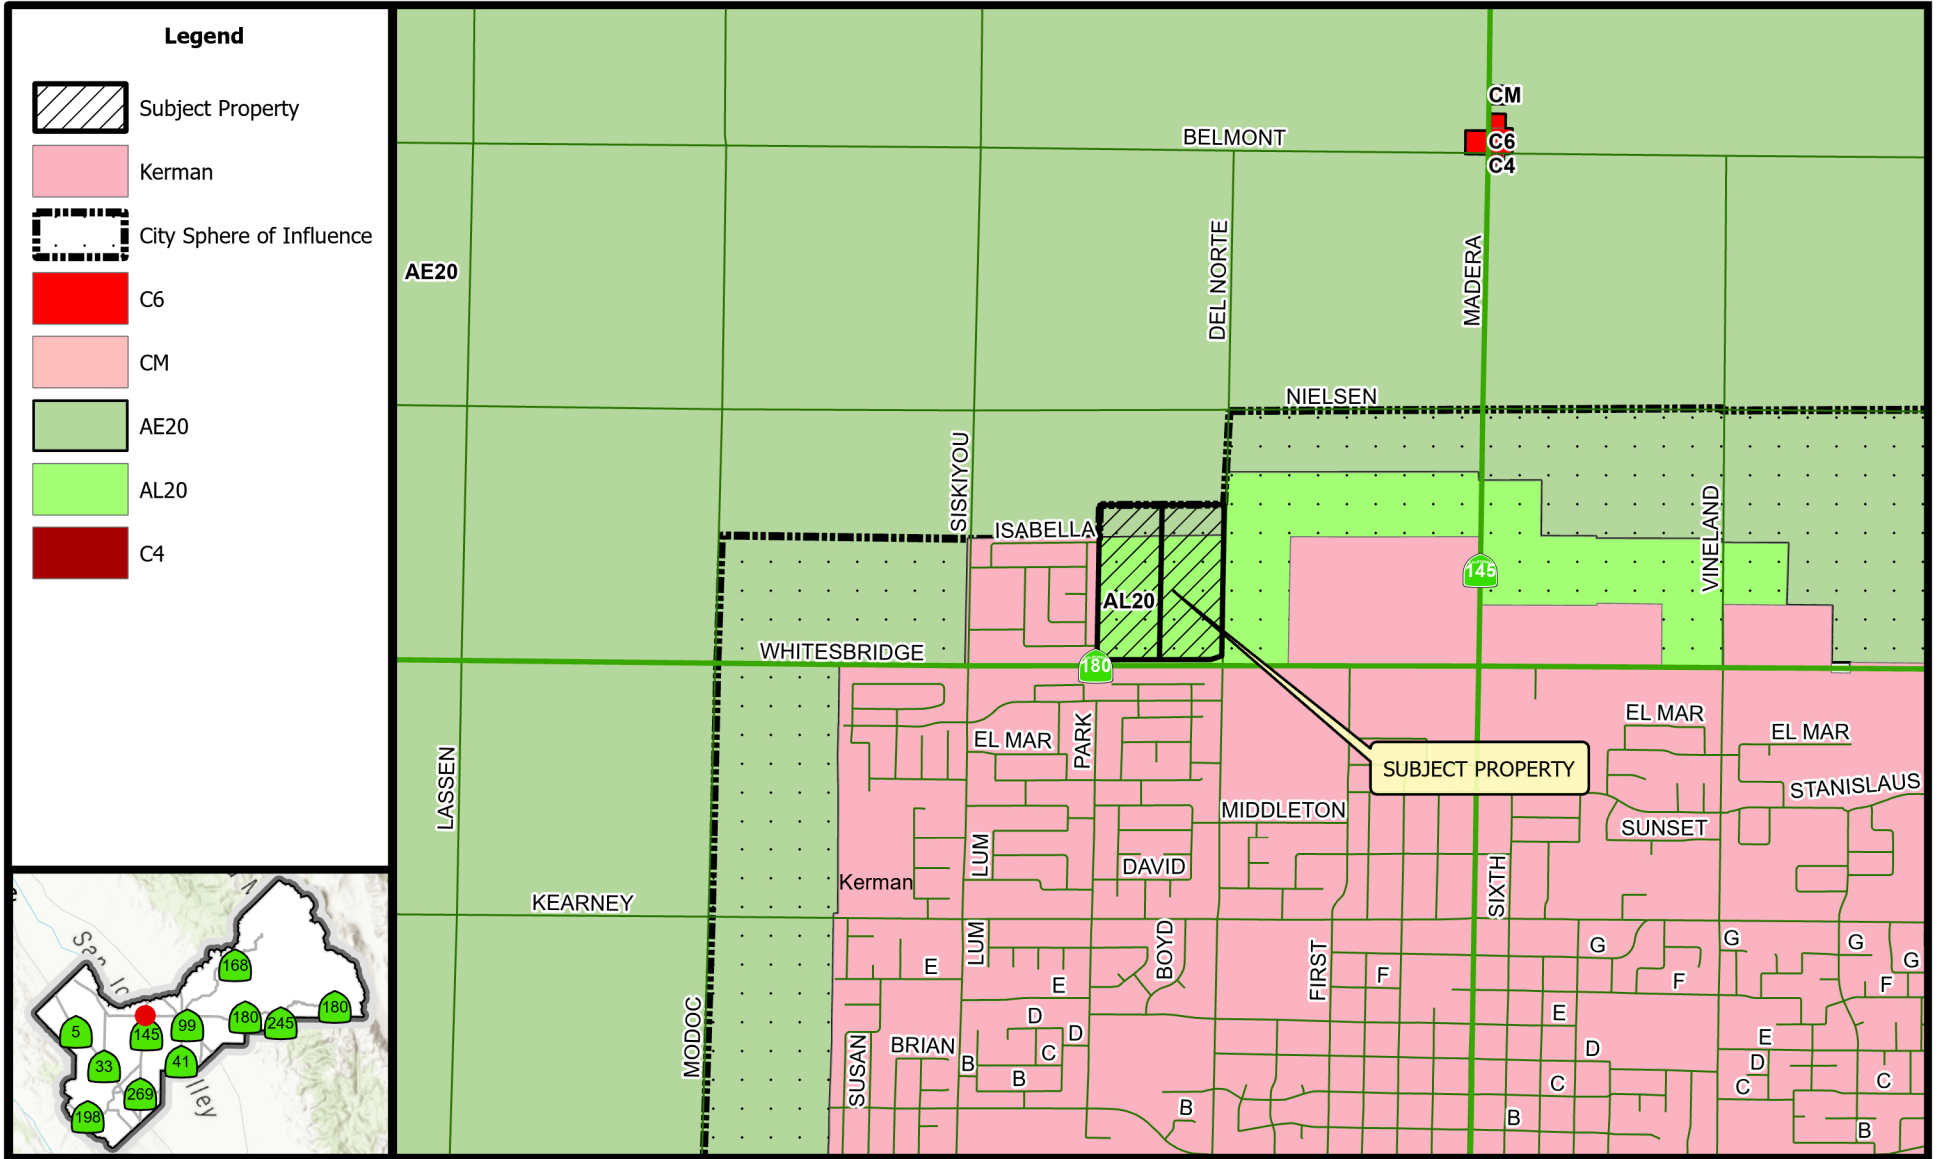 Legend
Subject Property
Kerman
City Sphere of Influence
C6
CM
AE20
AL20
C4
CM
BELMONT
C6
C4
AE20
DEL NORTE
MADERA
NIELSEN
SISKIYOU
ISABELLA
VINELAND
145
AL20
WHITESBRIDGE
180
EL MAR
PARK
EL MAR
EL MAR
SUBJECT PROPERTY
LASSEN
STANISLAUS
MIDDLETON
SUNSET
LUM
DAVID
SIXTH
Kerman
KEARNEY
LUM
BOYD
FIRST
G
G
G
G
E
F
F
F
E
E
MODOC
D
D
E
SUSAN
BRIAN
C
D
D
B
B
C
C
C
B
B
B
San Jo
lley
168
180
180
245
99
145
5
33
41
269
198